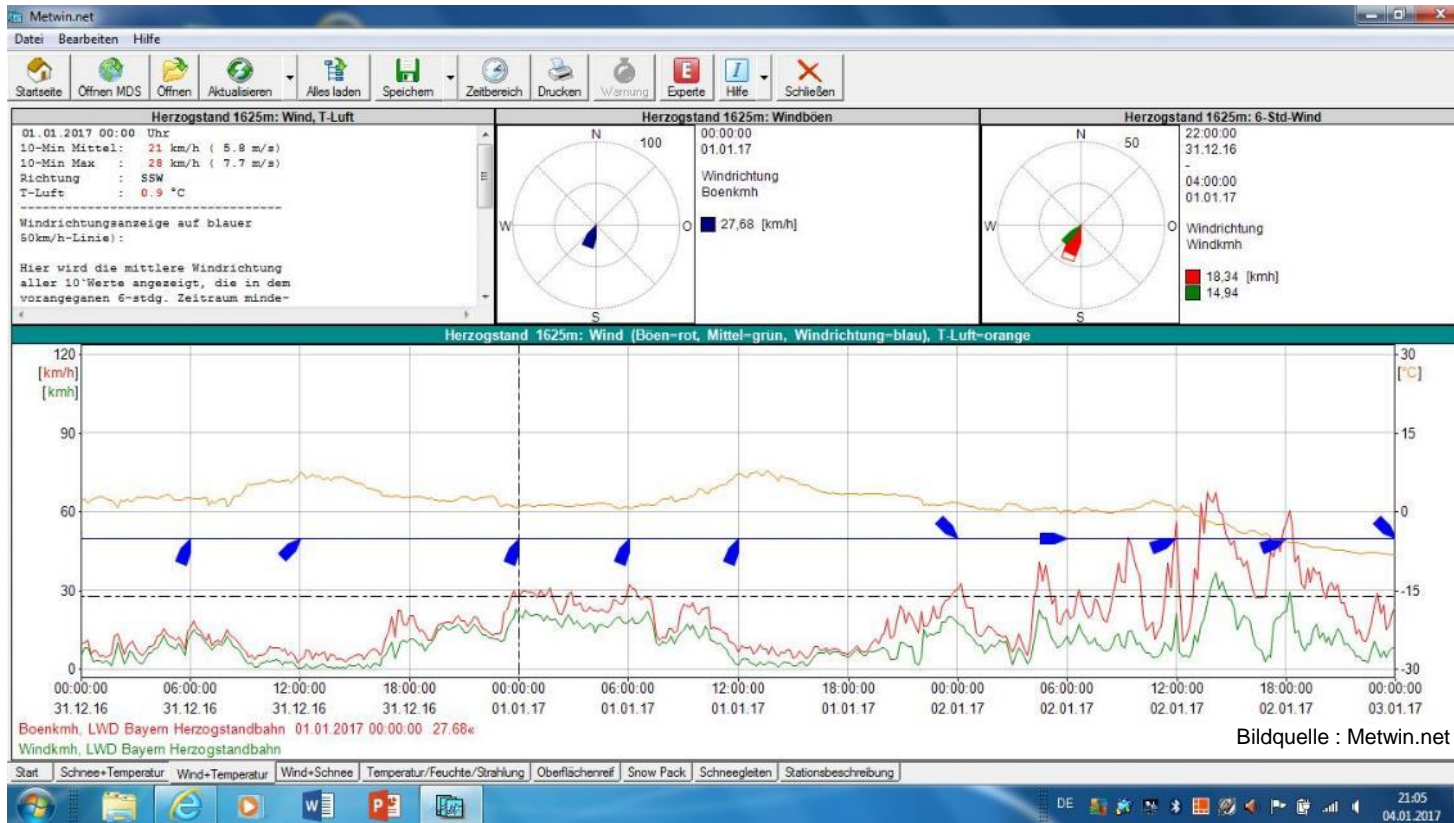 Metwin.net
Datei Bearbeiten Hilfe
Startseite Öffnen MDS Öffnen Aktualisieren Alles laden Speichern Zeitbereich Drucken Warnung Experte Hilfe Schließen
Herzogstand 1625m: Wind, T-Luft
01.01.2017 00:00 Uhr
10-Min Mittel: 21 km/h ( 5.8 m/s)
10-Min Max : 28 km/h ( 7.7 m/s)
Richtung : SSW
T-Luft : 0.9 °C
-----------------------------------
Windrichtungsanzeige auf blauer
50km/h-Linie):
Hier wird die mittlere Windrichtung
aller 10`Werte angezeigt, die in dem
vorangeganen 6-stdg. Zeitraum minde-
Herzogstand 1625m: Windböen
N
100
W
O
S
00:00:00
01.01.17
Windrichtung
Boenkmh
27,68 [km/h]
Herzogstand 1625m: 6-Std-Wind
N
50
W
O
S
22:00:00
31.12.16
-
04:00:00
01.01.17
Windrichtung
Windkmh
18,34 [kmh]
14,94
Herzogstand 1625m: Wind (Böen=rot, Mittel=grün, Windrichtung=blau), T-Luft=orange
120 30
[km/h] [°C]
[kmh]
90 15
60 0
30 -15
0 -30
00:00:00 06:00:00 12:00:00 18:00:00 00:00:00 06:00:00 12:00:00 18:00:00 00:00:00 06:00:00 12:00:00 18:00:00 00:00:00
31.12.16 31.12.16 31.12.16 31.12.16 01.01.17 01.01.17 01.01.17 01.01.17 02.01.17 02.01.17 02.01.17 02.01.17 03.01.17
Boenkmh, LWD Bayern Herzogstandbahn 01.01.2017 00:00:00 27.68«
Windkmh, LWD Bayern Herzogstandbahn
Bildquelle : Metwin.net
Start Schnee+Temperatur Wind+Temperatur Wind+Schnee Temperatur/Feuchte/Strahlung Oberflächenreif Snow Pack Schneegleiten Stationsbeschreibung
DE
21:05
04.01.2017